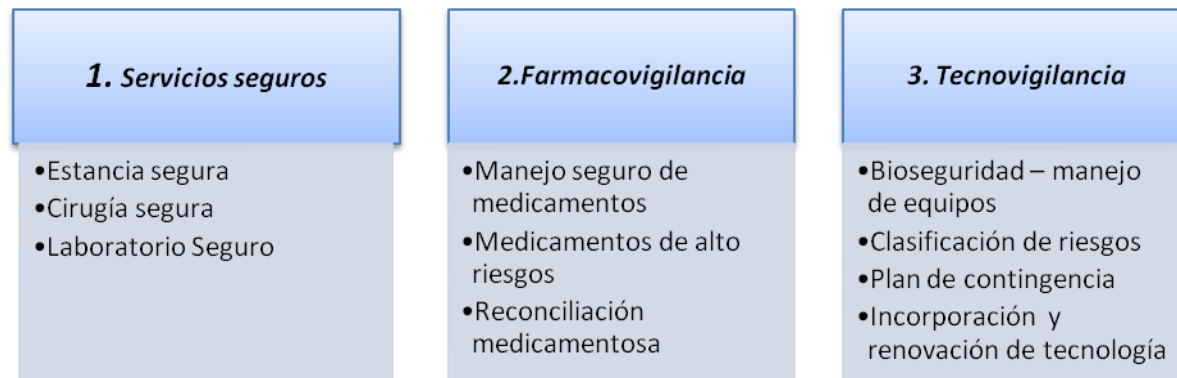 1. Servicios seguros
•Estancia segura
•Cirugía segura
•Laboratorio Seguro
2.Farmacovigilancia
•Manejo seguro de
medicamentos
•Medicamentos de alto
riesgos
•Reconciliación
medicamentosa
3. Tecnovigilancia
•Bioseguridad – manejo
de equipos
•Clasificación de riesgos
•Plan de contingencia
•Incorporación y
renovación de tecnología